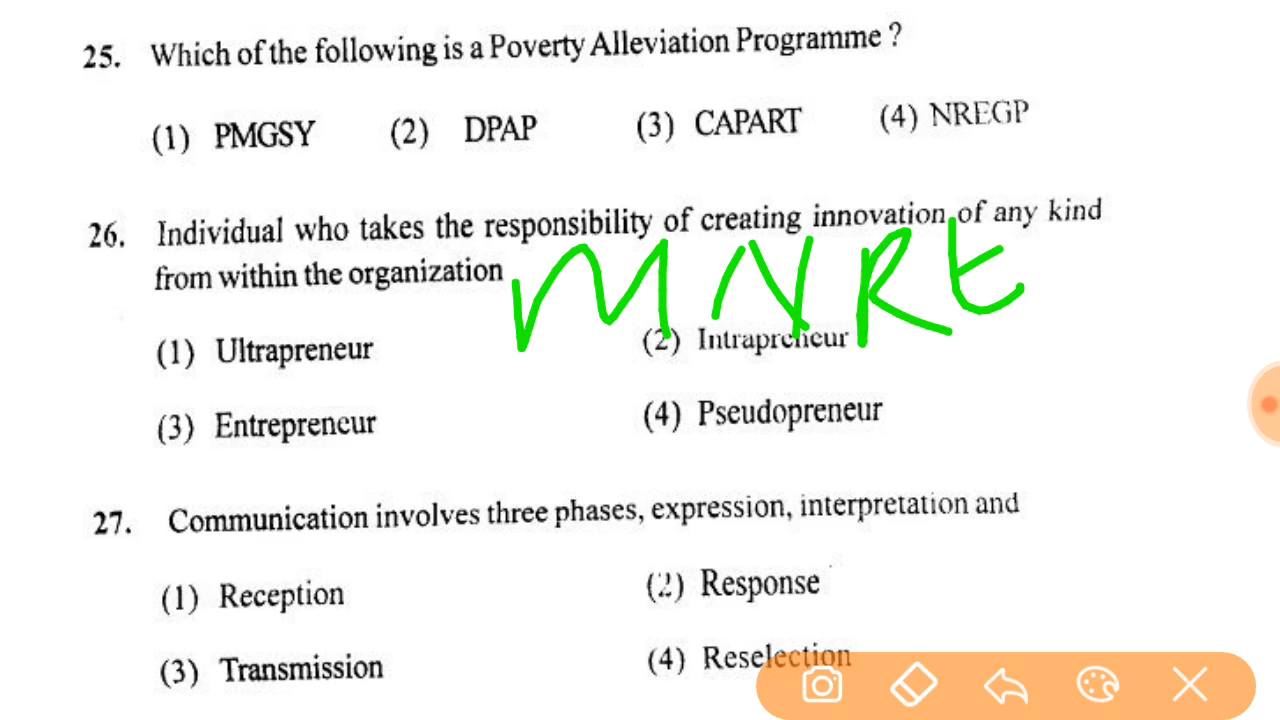 25. Which of the following is a Poverty Alleviation Programme ?
(1) PMGSY (2) DPAP (3) CAPART (4) NREGP
26. Individual who takes the responsibility of creating innovation of any kind
from within the organization
MNRE
(1) Ultrapreneur (2) Intrapreneur
(3) Entrepreneur (4) Pseudopreneur
27. Communication involves three phases, expression, interpretation and
(1) Reception (2) Response
(3) Transmission (4) Reselection